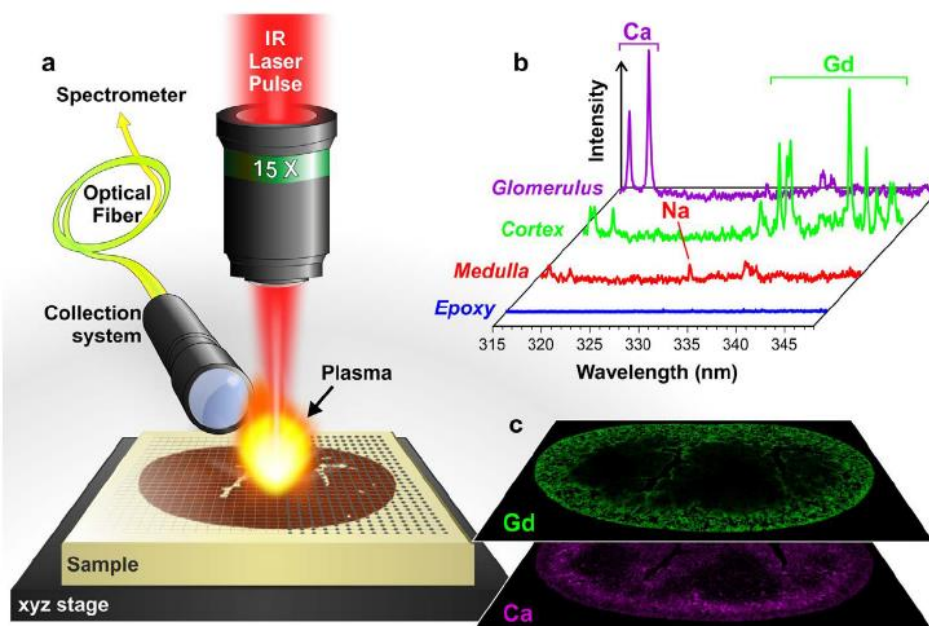 a
IR
Laser
Pulse
Spectrometer
15 X
Optical
Fiber
Collection
system
Plasma
Sample
xyz stage
b
Ca
Gd
Intensity
Glomerulus
Cortex
Na
Medulla
Epoxy
315 320 325 330 335 340 345
Wavelength (nm)
c
Gd
Ca